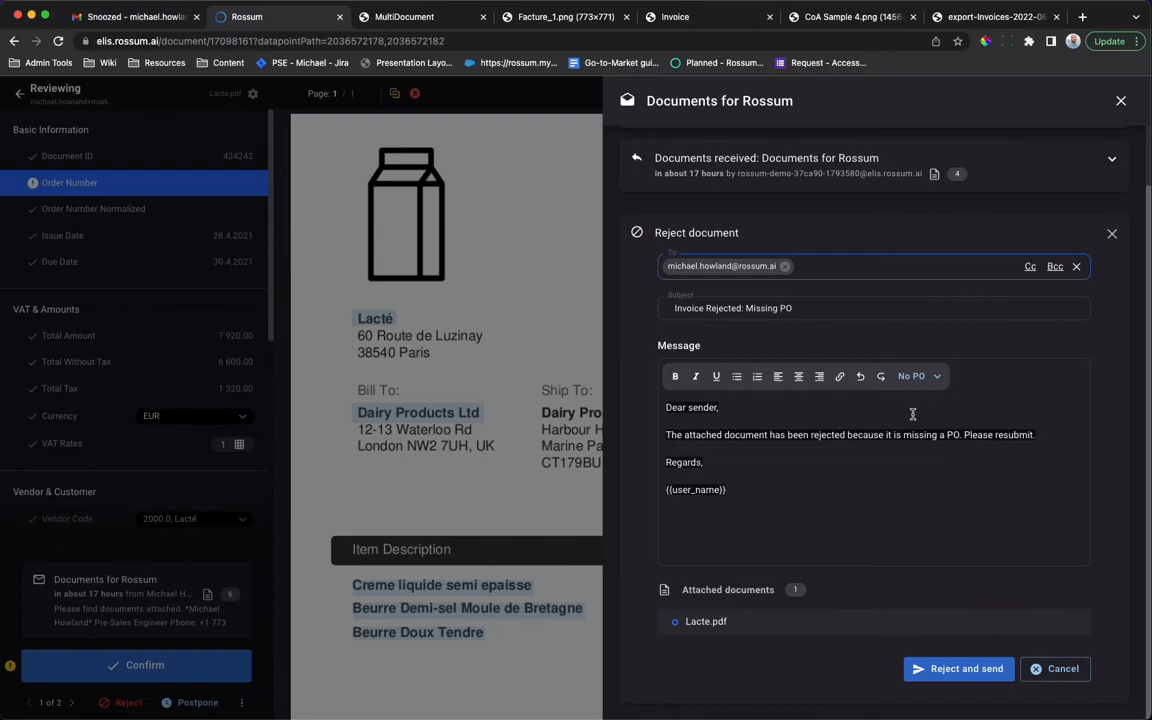 Snoozed - michael.howla
Rossum
MultiDocument
Facture_1.png (773×771)
Invoice
CoA Sample 4.png (1456
export-Invoices-2022-06
elis.rossum.ai/document/17098161?datapointPath=2036572178,2036572182
Update
Admin Tools
Wiki
Resources
Content
PSE - Michael - Jira
Presentation Layo...
https://rossum.my...
Go-to-Market gui...
Planned - Rossum...
Request - Access...
Reviewing
michael.howland+mark...
Lacte.pdf
Basic Information
Document ID 424242
Order Number
Order Number Normalized
Issue Date 28.4.2021
Due Date 30.4.2021
VAT & Amounts
Total Amount 7 920.00
Total Without Tax 6 600.00
Total Tax 1 320.00
Currency EUR
VAT Rates 1
Vendor & Customer
Vendor Code 2000.0, Lacté
Documents for Rossum
in about 17 hours from Michael H... 6
Please find documents attached. *Michael
Howland* Pre-Sales Engineer Phone: +1 773
Confirm
1 of 2
Reject
Postpone
Page: 1 / 1
Lacté
60 Route de Luzinay
38540 Paris
Bill To:
Dairy Products Ltd
12-13 Waterloo Rd
London NW2 7UH, UK
Ship To:
Dairy Pro
Harbour H
Marine Pa
CT179BU
Item Description
Creme liquide semi epaisse
Beurre Demi-sel Moule de Bretagne
Beurre Doux Tendre
Documents for Rossum
Documents received: Documents for Rossum
in about 17 hours by rossum-demo-37ca90-1793580@elis.rossum.ai 4
Reject document
To
michael.howland@rossum.ai
Cc
Bcc
Subject
Invoice Rejected: Missing PO
Message
B I U No PO
Dear sender,
The attached document has been rejected because it is missing a PO. Please resubmit.
Regards,
{{user_name}}
Attached documents 1
Lacte.pdf
Reject and send
Cancel